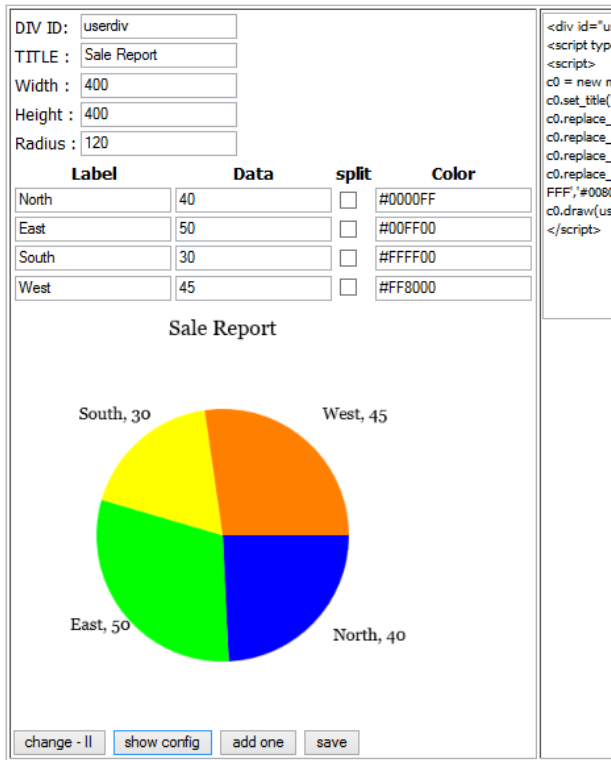 DIV ID: userdiv
TITLE : Sale Report
Width : 400
Height : 400
Radius : 120
Label Data split Color
North 40 #0000FF
East 50 #00FF00
South 30 #FFFF00
West 45 #FF8000
Sale Report
South, 30 West, 45
East, 50 North, 40
change - II show config add one save
<div id="u
<script typ
<script>
c0 = new
c0.set_title(
c0.replace_
c0.replace_
c0.replace_
c0.replace_
FFF','#008
c0.draw(us
</script>